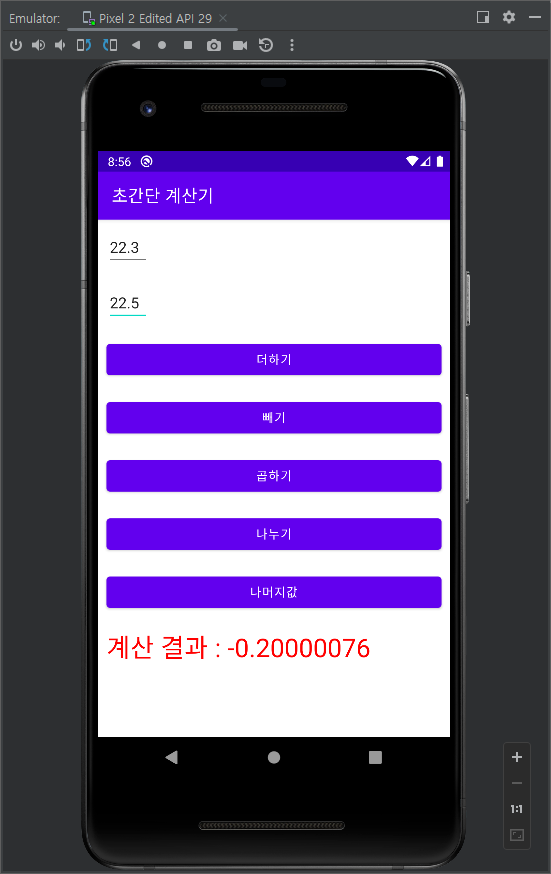 Emulator: Pixel 2 Edited API 29
8:56
초간단 계산기
22.3
22.5
더하기
빼기
곱하기
나누기
나머지값
계산 결과 : -0.20000076
1:1